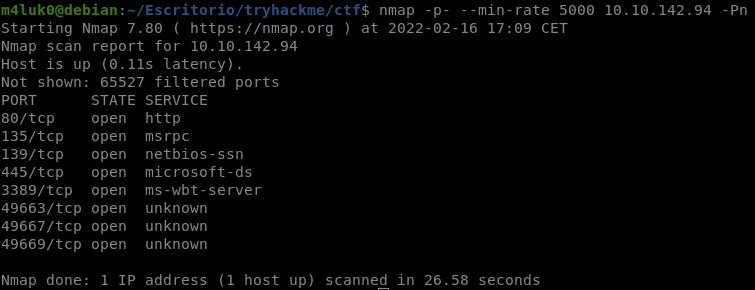 m4luk0@debian:~/Escritorio/tryhackme/ctf$ nmap -p- --min-rate 5000 10.10.142.94 -Pn
Starting Nmap 7.80 ( https://nmap.org ) at 2022-02-16 17:09 CET
Nmap scan report for 10.10.142.94
Host is up (0.11s latency).
Not shown: 65527 filtered ports
PORT      STATE SERVICE
80/tcp    open  http
135/tcp   open  msrpc
139/tcp   open  netbios-ssn
445/tcp   open  microsoft-ds
3389/tcp  open  ms-wbt-server
49663/tcp open  unknown
49667/tcp open  unknown
49669/tcp open  unknown
Nmap done: 1 IP address (1 host up) scanned in 26.58 seconds